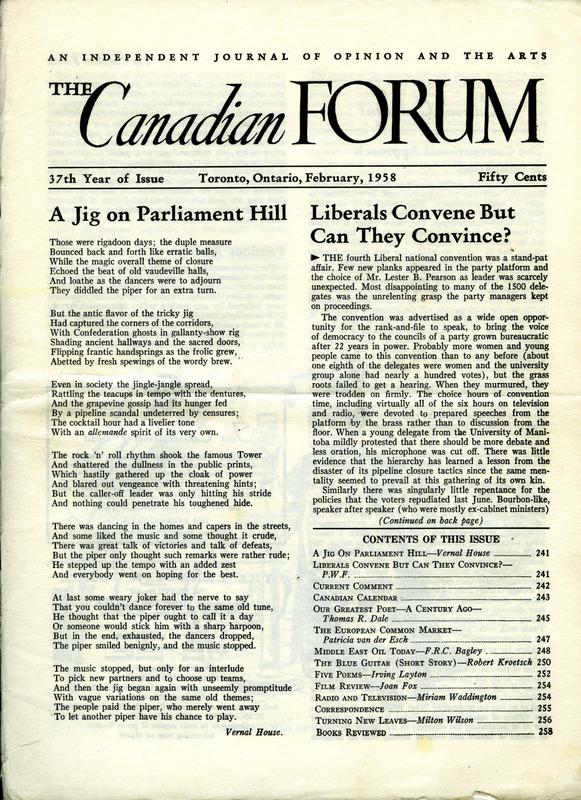 AN INDEPENDENT JOURNAL OF OPINION AND THE ARTS
THE Canadian FORUM
37th Year of Issue Toronto, Ontario, February, 1958 Fifty Cents
A Jig on Parliament Hill
Those were rigadoon days; the duple measure
Bounced back and forth like erratic balls,
While the magic overall theme of closure
Echoed the beat of old vaudeville halls,
And loathe as the dancers were to adjourn
They diddled the piper for an extra turn.
But the antic flavor of the tricky jig
Had captured the corners of the corridors,
With Confederation ghosts in gallanty-show rig
Shading ancient hallways and the sacred doors,
Flipping frantic handsprings as the frolic grew,
Abetted by fresh spewings of the wordy brew.
Even in society the jingle-jangle spread,
Rattling the teacups in tempo with the dentures,
And the grapevine gossip had its hunger fed
By a pipeline scandal undeterred by censures;
The cocktail hour had a livelier tone
With an allemande spirit of its very own.
The rock 'n' roll rhythm shook the famous Tower
And shattered the dullness in the public prints,
Which hastily gathered up the cloak of power
And blared out vengeance with threatening hints;
But the caller-off leader was only hitting his stride
And nothing could penetrate his toughened hide.
There was dancing in the homes and capers in the streets,
And some liked the music and some thought it crude,
There was great talk of victories and talk of defeats,
But the piper only thought such remarks were rather rude;
He stepped up the tempo with an added zest
And everybody went on hoping for the best.
At last some weary joker had the nerve to say
That you couldn't dance forever to the same old tune,
He thought that the piper ought to call it a day
Or someone would stick him with a sharp harpoon,
But in the end, exhausted, the dancers dropped,
The piper smiled benignly, and the music stopped.
The music stopped, but only for an interlude
To pick new partners and to choose up teams,
And then the jig began again with unseemly promptitude
With vague variations on the same old themes;
The people paid the piper, who merely went away
To let another piper have his chance to play.
Vernal House.
Liberals Convene But
Can They Convince?
► THE fourth Liberal national convention was a stand-pat
affair. Few new planks appeared in the party platform and
the choice of Mr. Lester B. Pearson as leader was scarcely
unexpected. Most disappointing to many of the 1500 dele-
gates was the unrelenting grasp the party managers kept
on proceedings.
The convention was advertised as a wide open oppor-
tunity for the rank-and-file to speak, to bring the voice
of democracy to the councils of a party grown bureaucratic
after 22 years in power. Probably more women and young
people came to this convention than to any before (about
one eighth of the delegates were women and the university
group alone had nearly a hundred votes), but the grass
roots failed to get a hearing. When they murmured, they
were trodden on firmly. The choice hours of convention
time, including virtually all of the six hours on television
and radio, were devoted to prepared speeches from the
platform by the brass rather than to discussion from the
floor. When a young delegate from the University of Mani-
toba mildly protested that there should be more debate and
less oration, his microphone was cut off. There was little
evidence that the hierarchy has learned a lesson from the
disaster of its pipeline closure tactics since the same men-
tality seemed to prevail at this gathering of its own kin.
Similarly there was singularly little repentance for the
policies that the voters repudiated last June. Bourbon-like,
speaker after speaker (who were mostly ex-cabinet ministers)
(Continued on back page)
CONTENTS OF THIS ISSUE
A JIG ON PARLIAMENT HILL—Vernal House 241
LIBERALS CONVENE BUT CAN THEY CONVINCE?—
P.W.F. 241
CURRENT COMMENT 242
CANADIAN CALENDAR 243
OUR GREATEST POET—A CENTURY AGO—
Thomas R. Dale 245
THE EUROPEAN COMMON MARKET—
Patricia van der Esch 247
MIDDLE EAST OIL TODAY—F.R.C. Bagley 248
THE BLUE GUITAR (SHORT STORY)—Robert Kroetsch 250
FIVE POEMS—Irving Layton 252
FILM REVIEW—Joan Fox 254
RADIO AND TELEVISION—Miriam Waddington 254
CORRESPONDENCE 255
TURNING NEW LEAVES—Milton Wilson 256
BOOKS REVIEWED 258